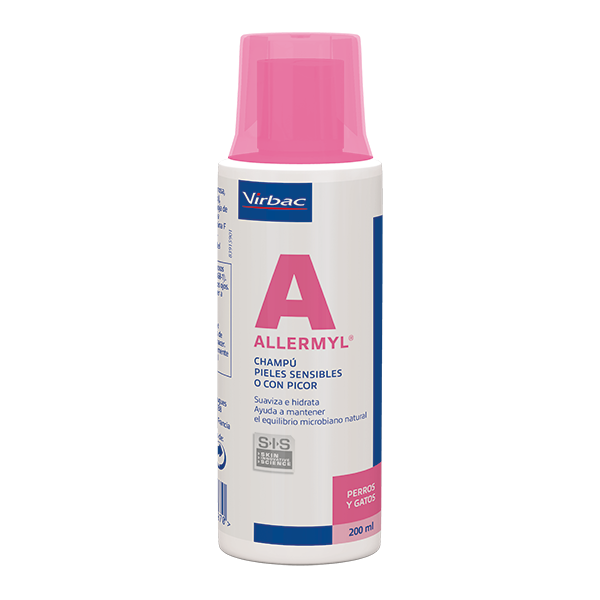 Virbac
A
ALLERMYL®
CHAMPÚ
PIELES SENSIBLES
O CON PICOR
Suaviza e hidrata
Ayuda a mantener
el equilibrio microbiano natural
S·I·S
SKIN
INNOVATIVE
SCIENCE
PERROS
Y GATOS
200 ml